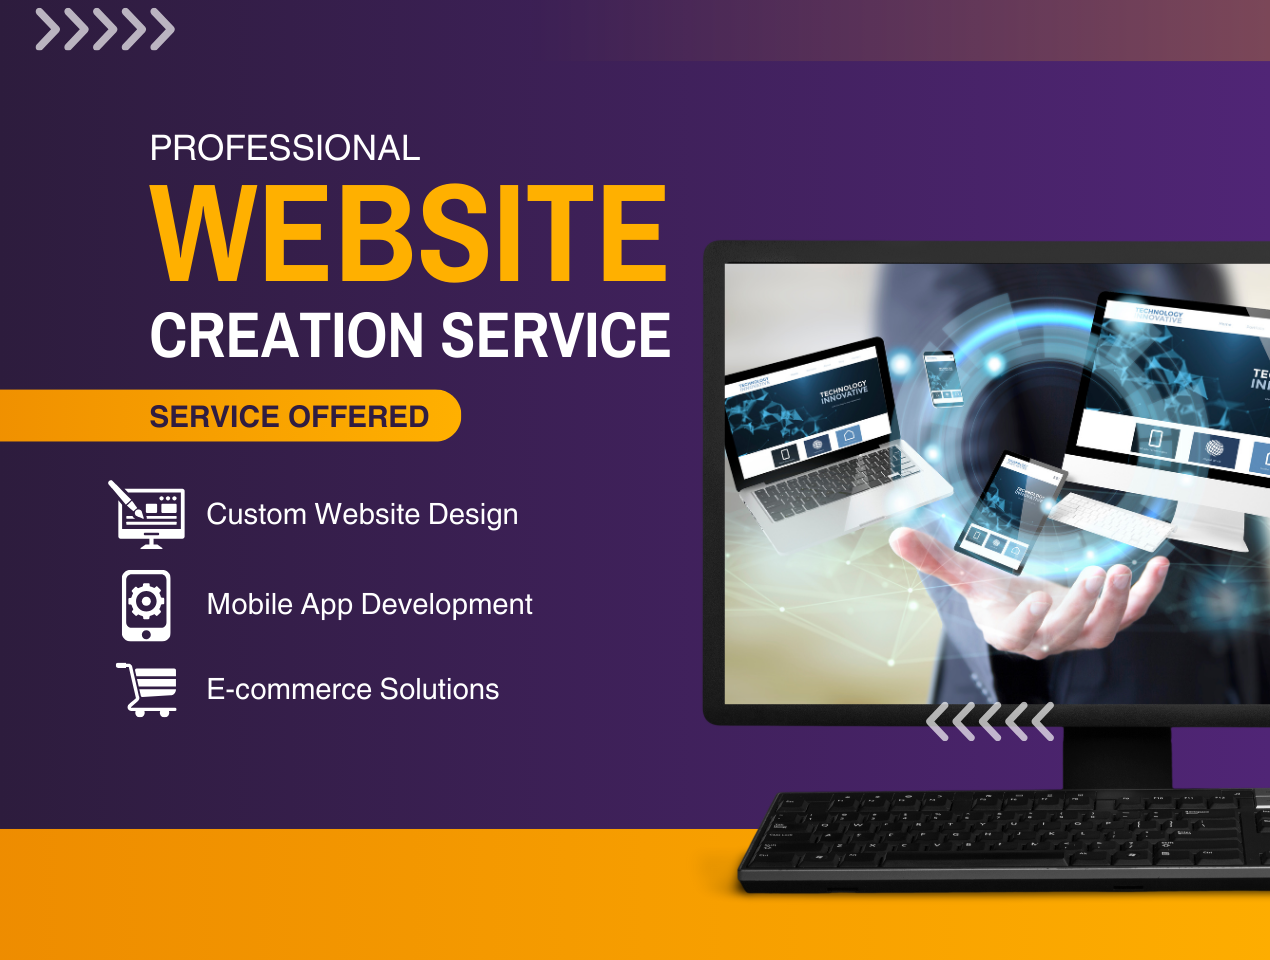 PROFESSIONAL
WEBSITE
CREATION SERVICE
SERVICE OFFERED
Custom Website Design
Mobile App Development
E-commerce Solutions
TECHNOLOGY
INNOVATIVE
TECHNOLOGY
INNOVATIVE
TECHNOLOGY
INNOVATIVE